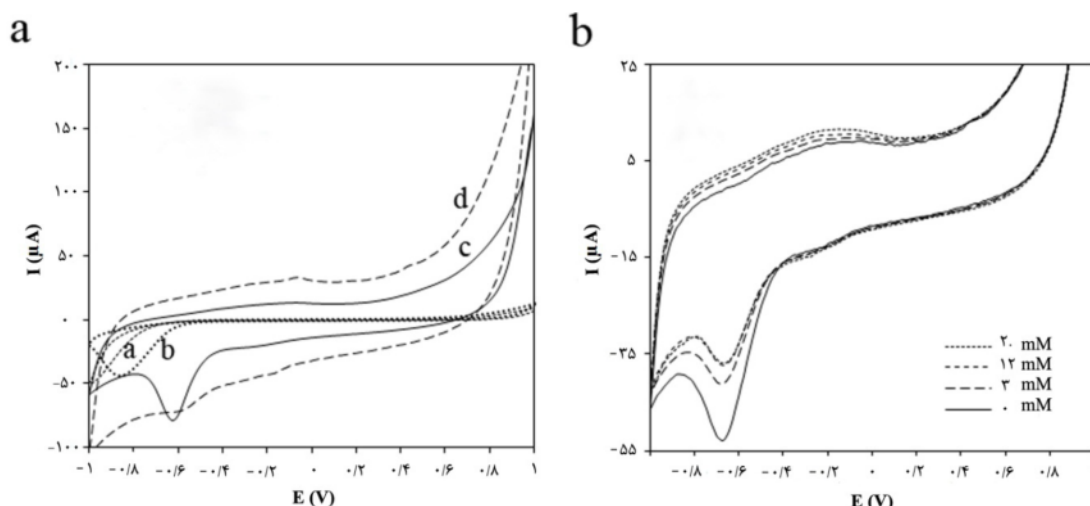 a
۲۰۰
۱۵۰
۱۰۰
۵۰
۰
-۵۰
-۱۰۰
I (µA)
d
c
a
b
-۱ -۰/۸ -۰/۶ -۰/۴ -۰/۲ ۰ ۰/۲ ۰/۴ ۰/۶ ۰/۸ ۱
E (V)
b
۲۵
۵
-۱۵
-۳۵
-۵۵
I (µA)
۲۰ mM
۱۲ mM
۳ mM
۰ mM
-۰/۸ -۰/۶ -۰/۴ -۰/۲ ۰ ۰/۲ ۰/۴ ۰/۶ ۰/۸
E (V)